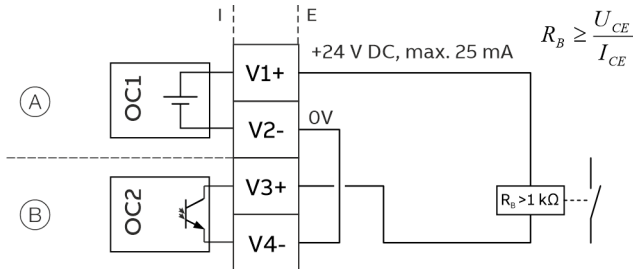 I E
+24 V DC, max. 25 mA
R_B ≥ U_CE / I_CE
A
OC1
V1+
V2-
0V
B
OC2
V3+
V4-
R_B >1 kΩ